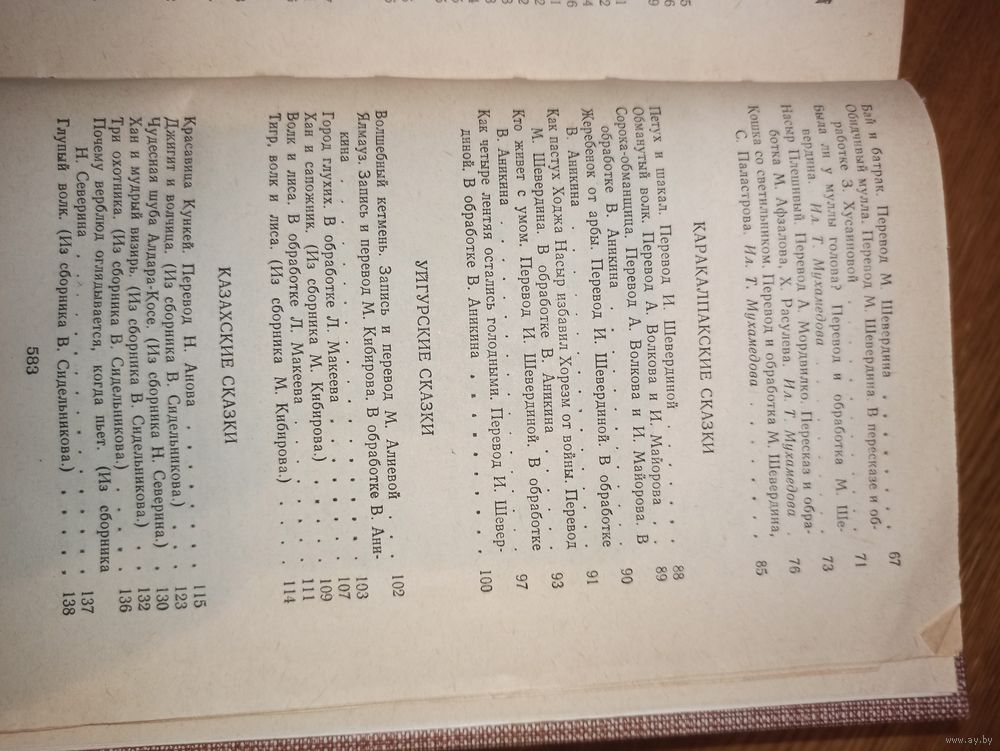 Бай и батрак. Перевод М. Шевердина . . . . . . 67
Обидчивый мулла. Перевод М. Шевердина. В пересказе и об-
работке З. Хусаиновой . . . . . . . . 71
Была ли у муллы голова? Перевод и обработка М. Ше-
вердина. Ил. Т. Мухамедова . . . . . . 73
Насыр Плешивый. Перевод А. Мордвилко. Пересказ и обра-
ботка М. Афзалова, Х. Расулева. Ил. Т. Мухамедова . 76
Кошка со светильником. Перевод и обработка М. Шевердина,
С. Паластрова. Ил. Т. Мухамедова . . . . . 85
КАРАКАЛПАКСКИЕ СКАЗКИ
Петух и шакал. Перевод И. Шевердиной . . . . . 88
Обманутый волк. Перевод А. Волкова и И. Майорова . . 89
Сорока-обманщица. Перевод А. Волкова и И. Майорова. В
обработке В. Аникина . . . . . . . . 90
Жеребенок от арбы. Перевод И. Шевердиной. В обработке
В. Аникина . . . . . . . . . . 91
Как пастух Ходжа Насыр избавил Хорезм от войны. Перевод
М. Шевердина. В обработке В. Аникина . . . . 93
Кто живет с умом. Перевод И. Шевердиной. В обработке
В. Аникина . . . . . . . . . . 97
Как четыре лентяя остались голодными. Перевод И. Шевер-
диной. В обработке В. Аникина . . . . . . 100
УЙГУРСКИЕ СКАЗКИ
Волшебный кетмень. Запись и перевод М. Алиевой . . . 102
Ялмауз. Запись и перевод М. Кибирова. В обработке В. Ани-
кина . . . . . . . . . . . 103
Город глухих. В обработке Л. Макеева . . . . . 107
Хан и сапожник. (Из сборника М. Кибирова.) . . . . 109
Волк и лиса. В обработке Л. Макеева . . . . . 111
Тигр, волк и лиса. (Из сборника М. Кибирова.) . . . 114
КАЗАХСКИЕ СКАЗКИ
Красавица Кункей. Перевод Н. Анова . . . . . . 115
Джигит и волчица. (Из сборника В. Сидельникова.) . . . 123
Чудесная шуба Алдара-Косе. (Из сборника Н. Северина.) . 130
Хан и мудрый визирь. (Из сборника В. Сидельникова.) . . 132
Три охотника. (Из сборника В. Сидельникова.) . . . . 136
Почему верблюд оглядывается, когда пьет. (Из сборника
Н. Северина . . . . . . . . . 137
Глупый волк. (Из сборника В. Сидельникова.) . . . . 138
583
www.ay.by